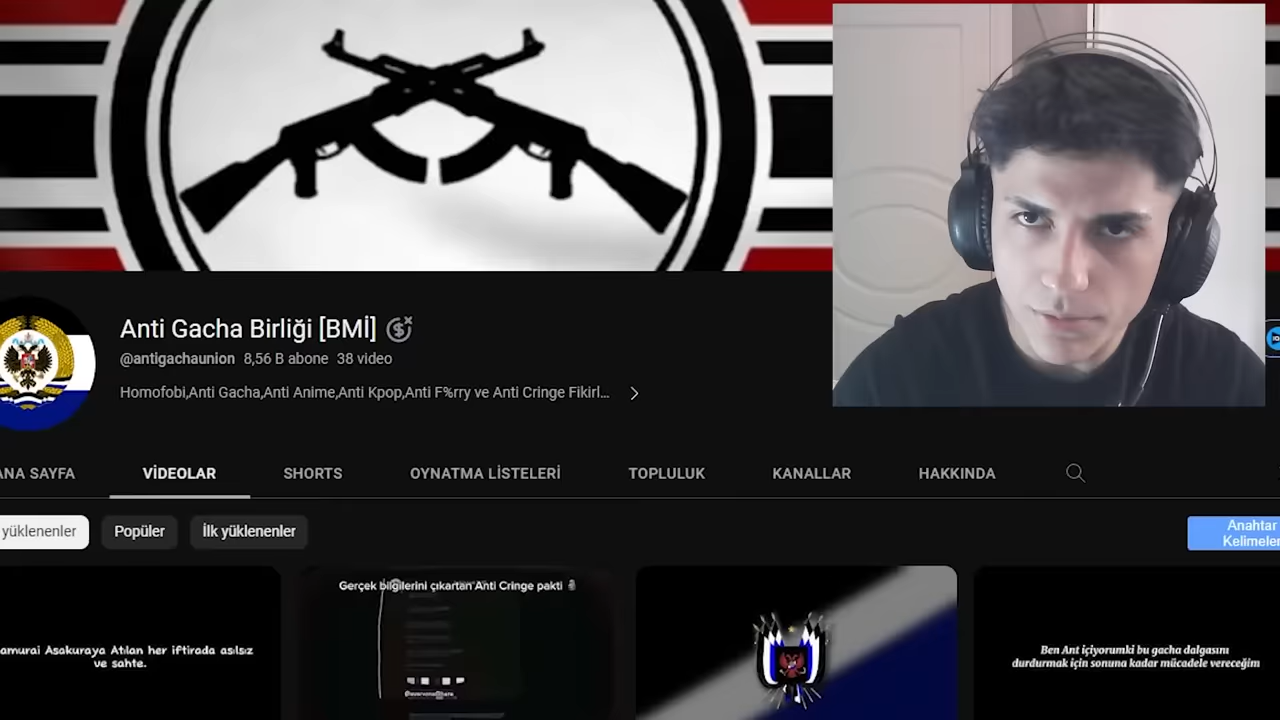 Anti Gacha Birliği [BMİ]
@antigachaunion 8,56 B abone 38 video
Homofobi,Anti Gacha,Anti Anime,Anti Kpop,Anti F%rry ve Anti Cringe Fikirl...
ANA SAYFA VİDEOLAR SHORTS OYNATMA LİSTELERİ TOPLULUK KANALLAR HAKKINDA
yüklenenler Popüler İlk yüklenenler
Anahtar
Kelimeler
Gerçek bilgilerini çıkartan Anti Cringe pakti
amurai Asakuraya Atılan her iftirada asılsız
ve sahte.
Ben Ant içiyorumki bu gacha dalgasını
durdurmak için sonuna kadar mücadele vereceğim